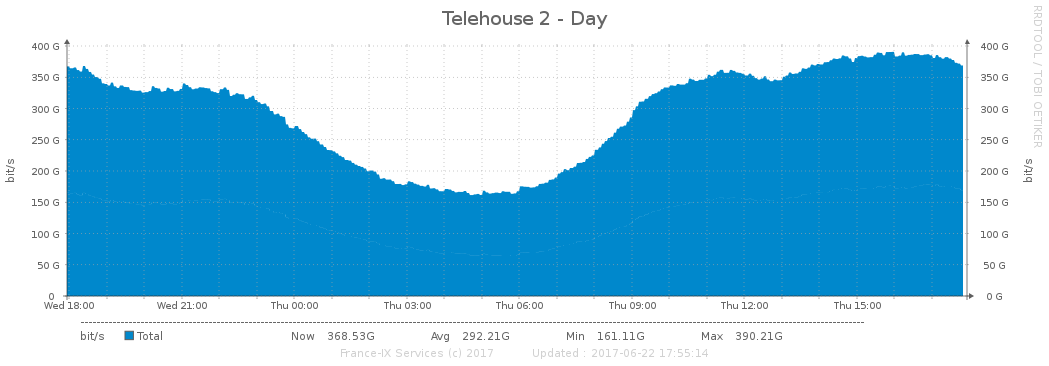 Telehouse 2 - Day
RRDTOOL / TOBI OETIKER
400 G 400 G
350 G 350 G
300 G 300 G
250 G 250 G
200 G 200 G
150 G 150 G
100 G 100 G
50 G 50 G
0 0 G
bit/s bit/s
Wed 18:00 Wed 21:00 Thu 00:00 Thu 03:00 Thu 06:00 Thu 09:00 Thu 12:00 Thu 15:00
bit/s Total Now 368.53G Avg 292.21G Min 161.11G Max 390.21G
France-IX Services (c) 2017 Updated : 2017-06-22 17:55:14